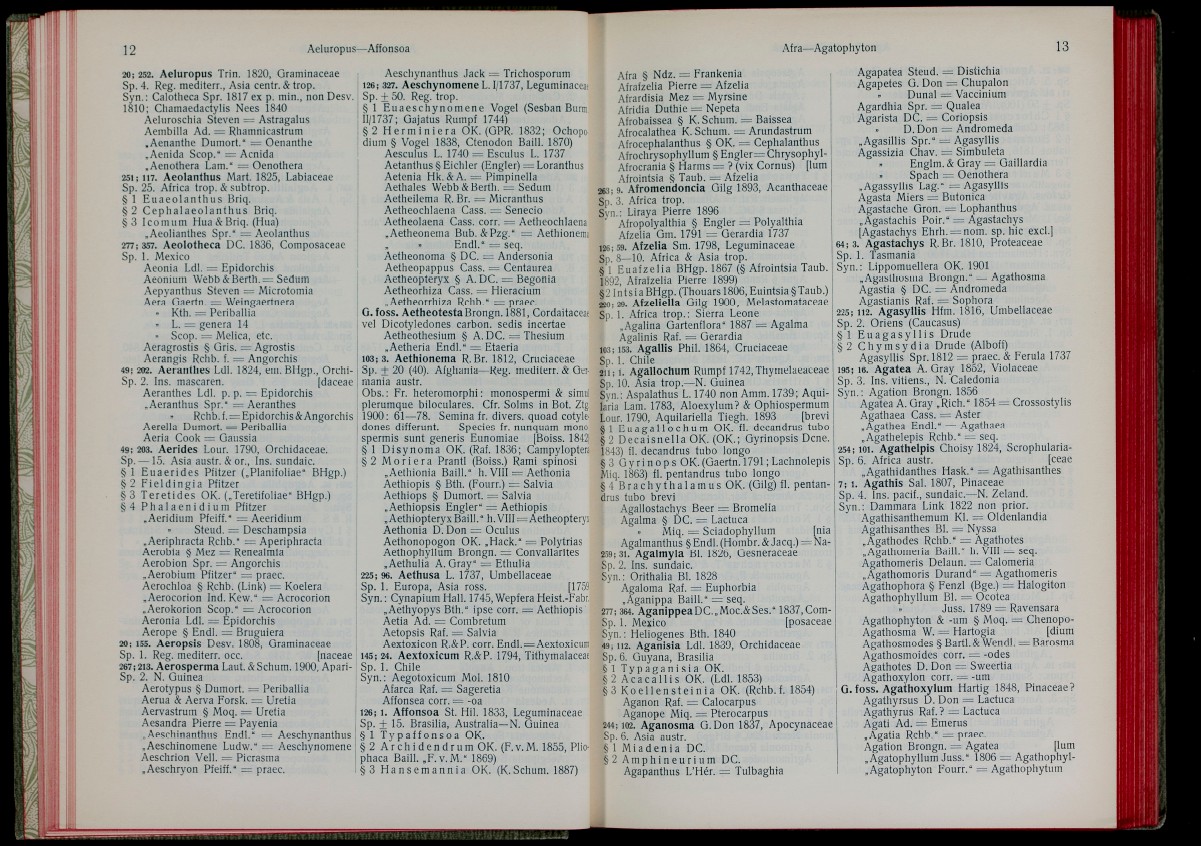 12
Aeluropus—Affonsoa
20; 252. Aeluropus Trin. 1820, Graminaceae
Sp. 4. Reg. mediterr., Asia centr. & trop.
Syn.: Calotheca Spr. 1817 ex p. min., non Desv.
1810; Chamaedactylis Nees 1840
Aeluroschia Steven = Astragalus
Aembilla Ad. = Rhamnicastrum
„Aenanthe Dumort.“ = Oenanthe
„Aenida Scop.“ = Acnida
„Aenothera Lam.“ = Oenothera
251; 117. Aeolanthus Mart. 1825, Labiaceae
Sp. 25. Africa trop. & subtrop.
§ 1 Euaeolanthus Briq.
§ 2 Cephalaeolanthus Briq.
§ 3 Icomum Hua & Briq. (Hua)
„Aeolianthes Spr.“ = Aeolanthus
277; 357. Aeolotheca DC. 1836, Composaceae
Sp. 1. Mexico
Aeonia Ldl. = Epidorchis
Aeonium Webb & Berth. = Sedum
Aepyanthus Steven = Microtomia
Aera Gaertn. = Weingaertnera
„ Kth. = Periballia
„ L. = genera 14
„ Scop. = Melica, etc.
Aeragrostis § Gris. = Agrostis
Aerangis Rchb. f. = Angorchis
49; 202. Aeranthes Ldl. 1824, em. BHgp., Orchi-
Sp. 2. Ins. mascaren. [daceae
Aeranthes Ldl. p. p. = Epidorchis
„Aeranthus Spr.“ = Aeranthes
„ Rchb. f. = Epidorchis & Angorchis
Aerella Dumort. = Periballia
Aeria Cook = Gaussia
49; 203. Aerides Lour. 1790, Orchidaceae.
Sp. — 15. Asia austr. & or., Ins. sundaic.
§ 1 Euaerides Pfitzer („Planifoliae“ BHgp.)
§ 2 Fieldingia Pfitzer
§ 3 Teretides OK. („Teretifoliae“ BHgp.)
§ 4 Phalaenidium Pfitzer
„Aeridium Pfeiff.“ = Aeeridium
„ Steud. = Deschampsia
„Aeriphracta Rchb.“ = Aperiphracta
Aerobia § Mez = Renealmia
Aerobion Spr. = Angorchis
„Aerobium Pfitzer“ = praec.
Aerochloa § Rchb. (Link) = Koelera
„Aerocorion Ind. Kew.“ = Acrocorion
„Aerokorion Scop.“ = Acrocorion
Aeronia Ldl. = Epidorchis
Aerope § Endl. = Bruguiera
20; 155. Aeropsis Desv. 1808, Graminaceae
Sp. 1. Reg. mediterr. occ. [naceae
267; 213. Aerosperma Laut. & Schum. 1900, Apari-
Sp. 2. N. Guinea
Aerotypus § Dumort. = Periballia
Aerua & Aerva Forsk. = Uretia
Aervastrum § Moq. = Uretia
Aesandra Pierre = Payenia
„Aeschinanthus Endl.“ = Aeschynanthus
„Aeschinomene Ludw.“ = Aeschynomene
Aeschrion Vell. = Picrasma
„Aeschryon Pfeiff.“ = praec.
Aeschynanthus Jack = Trichosporum
126; 327. Aeschynomene L. I/1737, Leguminaceae
Sp. ± 50. Reg. trop.
§ 1 Euaeschynomene Vogel (Sesban Burm.
II/1737; Gajatus Rumpf 1744)
§ 2 Herminiera OK. (GPR. 1832; Ochopo
dium § Vogel 1838, Ctenodon Baill. 1870)
Aesculus L. 1740 = Esculus L. 1737
Aetanthus § Eichler (Engler) = Loranthus
Aetenia Hk. & A. = Pimpinella
Aethales Webb & Berth. = Sedum
Aetheilema R. Br. = Micranthus
Aetheochlaena Cass. = Senecio
Aetheolaena Cass. corr. = Aetheochlaena
„Aetheonema Bub. & Pzg.“ = Aethionema
„ „ Endl.“ = seq.
Aetheonoma § DC. = Andersonia
Aetheopappus Cass. = Centaurea
Aetheopteryx § A. DC. = Begonia
Aetheorhiza Cass. = Hieracium
„Aetheorrhiza Rchb.“ = praec.
G. foss. Aetheotesta Brongn. 1881, Cordaitaceae
vel Dicotyledones carbon. sedis incertae
Aetheothesium § A. DC. = Thesium
„Aetheria Endl.“ = Etaeria
103; 3. Aethionema R. Br. 1812, Cruciaceae
Sp. ± 20 (40). Afghania—Reg. mediterr. & Ger
mania austr.
Obs.: Fr. heteromorphi: monospermi & simu
plerumque biloculares. Cfr. Solms in Bot. Ztg
1900: 61—78. Semina fr. divers. quoad cotyle
dones differunt. Species fr. nunquam mono
spermis sunt generis Eunomiae [Boiss. 1842
§ 1 Disynoma OK. (Raf. 1836; Campyloptera
§ 2 Moriera Prantl (Boiss.) Rami spinosi
„Aethionia Baill.“ h. VIII = Aethonia
Aethiopis § Bth. (Fourr.) = Salvia
Aethiops § Dumort. = Salvia
„Aethiopsis Engler“ = Aethiopis
„Aethiopteryx Baill.“ h. VIII = Aetheopteryx
Aethonia D. Don = Oculus
Aethonopogon OK. „Hack.“ = Polytrias
Aethophyllum Brongn. = Convallarites
„Aethulia A. Gray“ = Ethulia
225; 96. Aethusa L. 1737, Umbellaceae
Sp. 1. Europa, Asia ross. [1759
Syn.: Cynapium Hall. 1745, Wepfera Heist.-Fabr.
„Aethyopys Bth.“ ipse corr. = Aethiopis
Aetia Ad. = Combretum
Aetopsis Raf. = Salvia
Aextoxicon R.&P. corr. Endl. = Aextoxicum
145; 24. Aextoxicum R.&P. 1794, Tithymalaceae
Sp. 1. Chile
Syn.: Aegotoxicum Mol. 1810
Afarca Raf. = Sageretia
Affonsea corr. = -oa
126; 1. Affonsoa St. Hil. 1833, Leguminaceae
Sp. ± 15. Brasilia, Australia—N. Guinea
§ 1 Typaffonsoa OK.
§ 2 Archidendrum OK. (F. v. M. 1855, Plio-
phaca Baill. „F. v. M.“ 1869)
§ 3 Hansemannia OK. (K. Schum. 1887)
Afra—Agatophyton
13
Afra § Ndz. = Frankenia
Afrafzelia Pierre = Afzelia
Afrardisia Mez = Myrsine
Afridia Duthie = Nepeta
Afrobaissea § K. Schum. = Baissea
Afrocalathea K. Schum. = Arundastrum
Afrocephalanthus § OK. = Cephalanthus
Afrochrysophyllum § Engler = Chrysophyl-
Afrocrania § Harms = ? (vix Cornus) [lum
Afrointsia § Taub. = Afzelia
263; 9. Afromendoncia Gilg 1893, Acanthaceae
Sp. 3. Africa trop.
Syn.: Liraya Pierre 1896
Afropolyalthia § Engler = Polyalthia
Afzelia Gm. 1791 = Gerardia 1737
126; 59. Afzelia Sm. 1798, Leguminaceae
Sp. 8—10. Africa & Asia trop.
§ 1 Euafzelia BHgp. 1867 (§ Afrointsia Taub.
1892, Afrafzelia Pierre 1899)
§ 2 Intsia BHgp. (Thouars 1806, Euintsia § Taub.)
220; 29. Afzeliella Gilg 1900, Melastomataceae
Sp. 1. Africa trop.: Sierra Leone
„Agalina Gartenflora“ 1887 = Agalma
Agalinis Raf. = Gerardia
103; 153. Agallis Phil. 1864, Cruciaceae
Sp. 1. Chile
211; 1. Agallochum Rumpf 1742, Thymelaeaceae
Sp. 10. Asia trop.—N. Guinea
Syn.: Aspalathus L. 1740 non Amm. 1739; Aqui-
laria Lam. 1783, Aloexylum? & Ophiospermum
Lour. 1790, Aquilariella Tiegh. 1893 [brevi
§ 1 Euagallochum OK. fl. decandrus tubo
§ 2 Decaisnella OK. (OK.; Gyrinopsis Dcne.
1843) fl. decandrus tubo longo
§ 3 Gyrinops OK. (Gaertn. 1791; Lachnolepis
Miq. 1863) fl. pentandrus tubo longo
§ 4 Brachythalamus OK. (Gilg) fl. pentan-
drus tubo brevi
Agallostachys Beer = Bromelia
Agalma § DC. = Lactuca
„ Miq. = Sciadophyllum [nia
Agalmanthus § Endl. (Hombr. & Jacq.) = Na-
259; 31. Agalmyla Bl. 1826, Gesneraceae
Sp. 2. Ins. sundaic.
Syn.: Orithalia Bl. 1828
Agaloma Raf. = Euphorbia
„Aganippa Baill.“ = seq.
277; 364. Aganippea DC. „Moc. & Ses.“ 1837, Com-
Sp. 1. Mexico [posaceae
Syn.: Heliogenes Bth. 1840
49; 112. Aganisia Ldl. 1839, Orchidaceae
Sp. 6. Guyana, Brasilia
§ 1 Typaganisia OK.
§ 2 Acacallis OK. (Ldl. 1853)
§ 3 Koellensteinia OK. (Rchb. f. 1854)
Aganon Raf. = Calocarpus
Aganope Miq. = Pterocarpus
244; 102. Aganosma G. Don 1837, Apocynaceae
Sp. 6. Asia austr.
§ 1 Miadenia DC.
§ 2 Amphineurium DC.
Agapanthus L'Hér. = Tulbaghia
Agapatea Steud. = Distichia
Agapetes G. Don = Chupalon
„ Dunal = Vaccinium
Agardhia Spr. = Qualea
Agarista DC. = Coriopsis
„ D. Don = Andromeda
„Agasillis Spr.“ = Agasyllis
Agassizia Chav. = Simbuleta
„ Englm. & Gray = Gaillardia
„ Spach = Oenothera
„Agassyllis Lag.“ = Agasyllis
Agasta Miers = Butonica
Agastache Gron. = Lophanthus
„Agastachis Poir.“ = Agastachys
[Agastachys Ehrh. = nom. sp. hic excl.]
64; 3. Agastachys R. Br. 1810, Proteaceae
Sp. 1. Tasmania
Syn.: Lippomuellera OK. 1901
„Agasthosma Brongn.“ = Agathosma
Agastia § DC. = Andromeda
Agastianis Raf. = Sophora
225; 112. Agasyllis Hfm. 1816, Umbellaceae
Sp. 2. Oriens (Caucasus)
§ 1 Euagasyllis Drude
§ 2 Chymsydia Drude (Alboff)
Agasyllis Spr. 1812 = praec. & Ferula 1737
195; 16. Agatea A. Gray 1852, Violaceae
Sp. 3. Ins. vitiens., N. Caledonia
Syn.: Agation Brongn. 1856
Agatea A. Gray „Rich.“ 1854 = Crossostylis
Agathaea Cass. = Aster
„Agathea Endl.“ = Agathaea
„Agathelepis Rchb.“ = seq.
254; 101. Agathelpis Choisy 1824, Scrophularia-
Sp. 6. Africa austr. [ceae
„Agathidanthes Hask.“ = Agathisanthes
7; 1. Agathis Sal. 1807, Pinaceae
Sp. 4. Ins. pacif., sundaic.—N. Zeland.
Syn.: Dammara Link 1822 non prior.
Agathisanthemum Kl. = Oldenlandia
Agathisanthes Bl. = Nyssa
„Agathodes Rchb.“ = Agathotes
„Agathomeria Baill.“ h. VIII = seq.
Agathomeris Delaun. = Calomeria
„Agathomoris Durand“ = Agathomeris
Agathophora § Fenzl (Bge.) = Halogiton
Agathophyllum Bl. = Ocotea
„ Juss. 1789 = Ravensara
Agathophyton & -um § Moq. = Chenopo-
Agathosma W. = Hartogia [dium
Agathosmodes § Bartl. & Wendl. = Barosma
Agathosmoides corr. = -odes
Agathotes D. Don = Sweertia
Agathoxylon corr. = -um
G. foss. Agathoxylum Hartig 1848, Pinaceae?
Agathyrsus D. Don = Lactuca
Agathyrus Raf.? = Lactuca
Agati Ad. = Emerus
„Agatia Rchb.“ = praec.
Agation Brongn. = Agatea [lum
„Agatophyllum Juss.“ 1806 = Agathophyl-
„Agatophyton Fourr.“ = Agathophytum